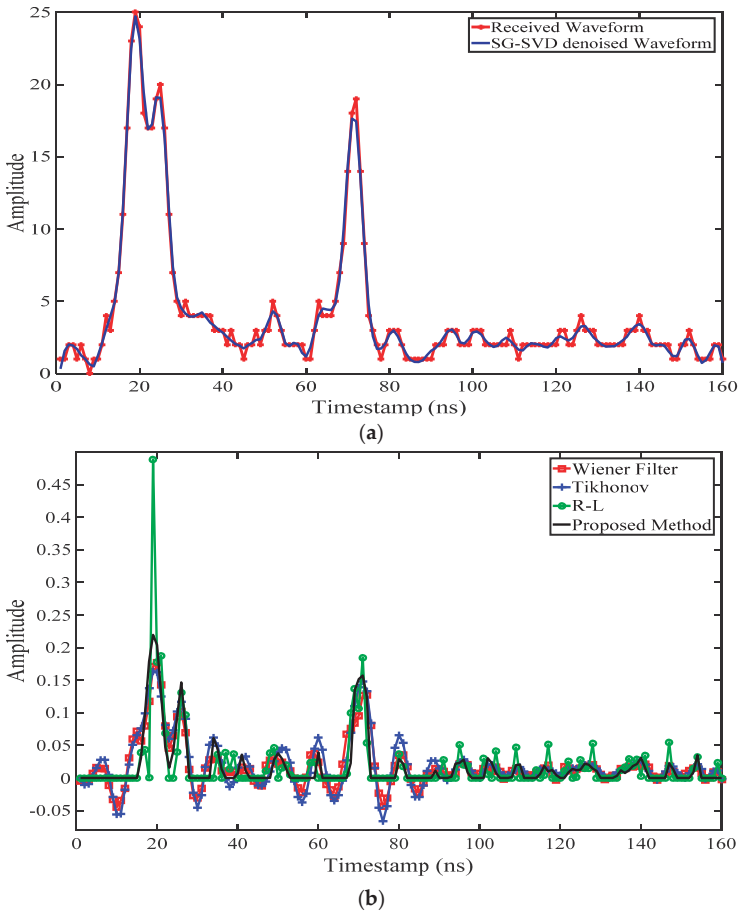 25
20
15
10
5
0
Amplitude
Received Waveform
SG-SVD denoised Waveform
0 20 40 60 80 100 120 140 160
Timestamp (ns)
(a)
0.45
0.4
0.35
0.3
0.25
0.2
0.15
0.1
0.05
0
-0.05
Amplitude
Wiener Filter
Tikhonov
R-L
Proposed Method
0 20 40 60 80 100 120 140 160
Timestamp (ns)
(b)